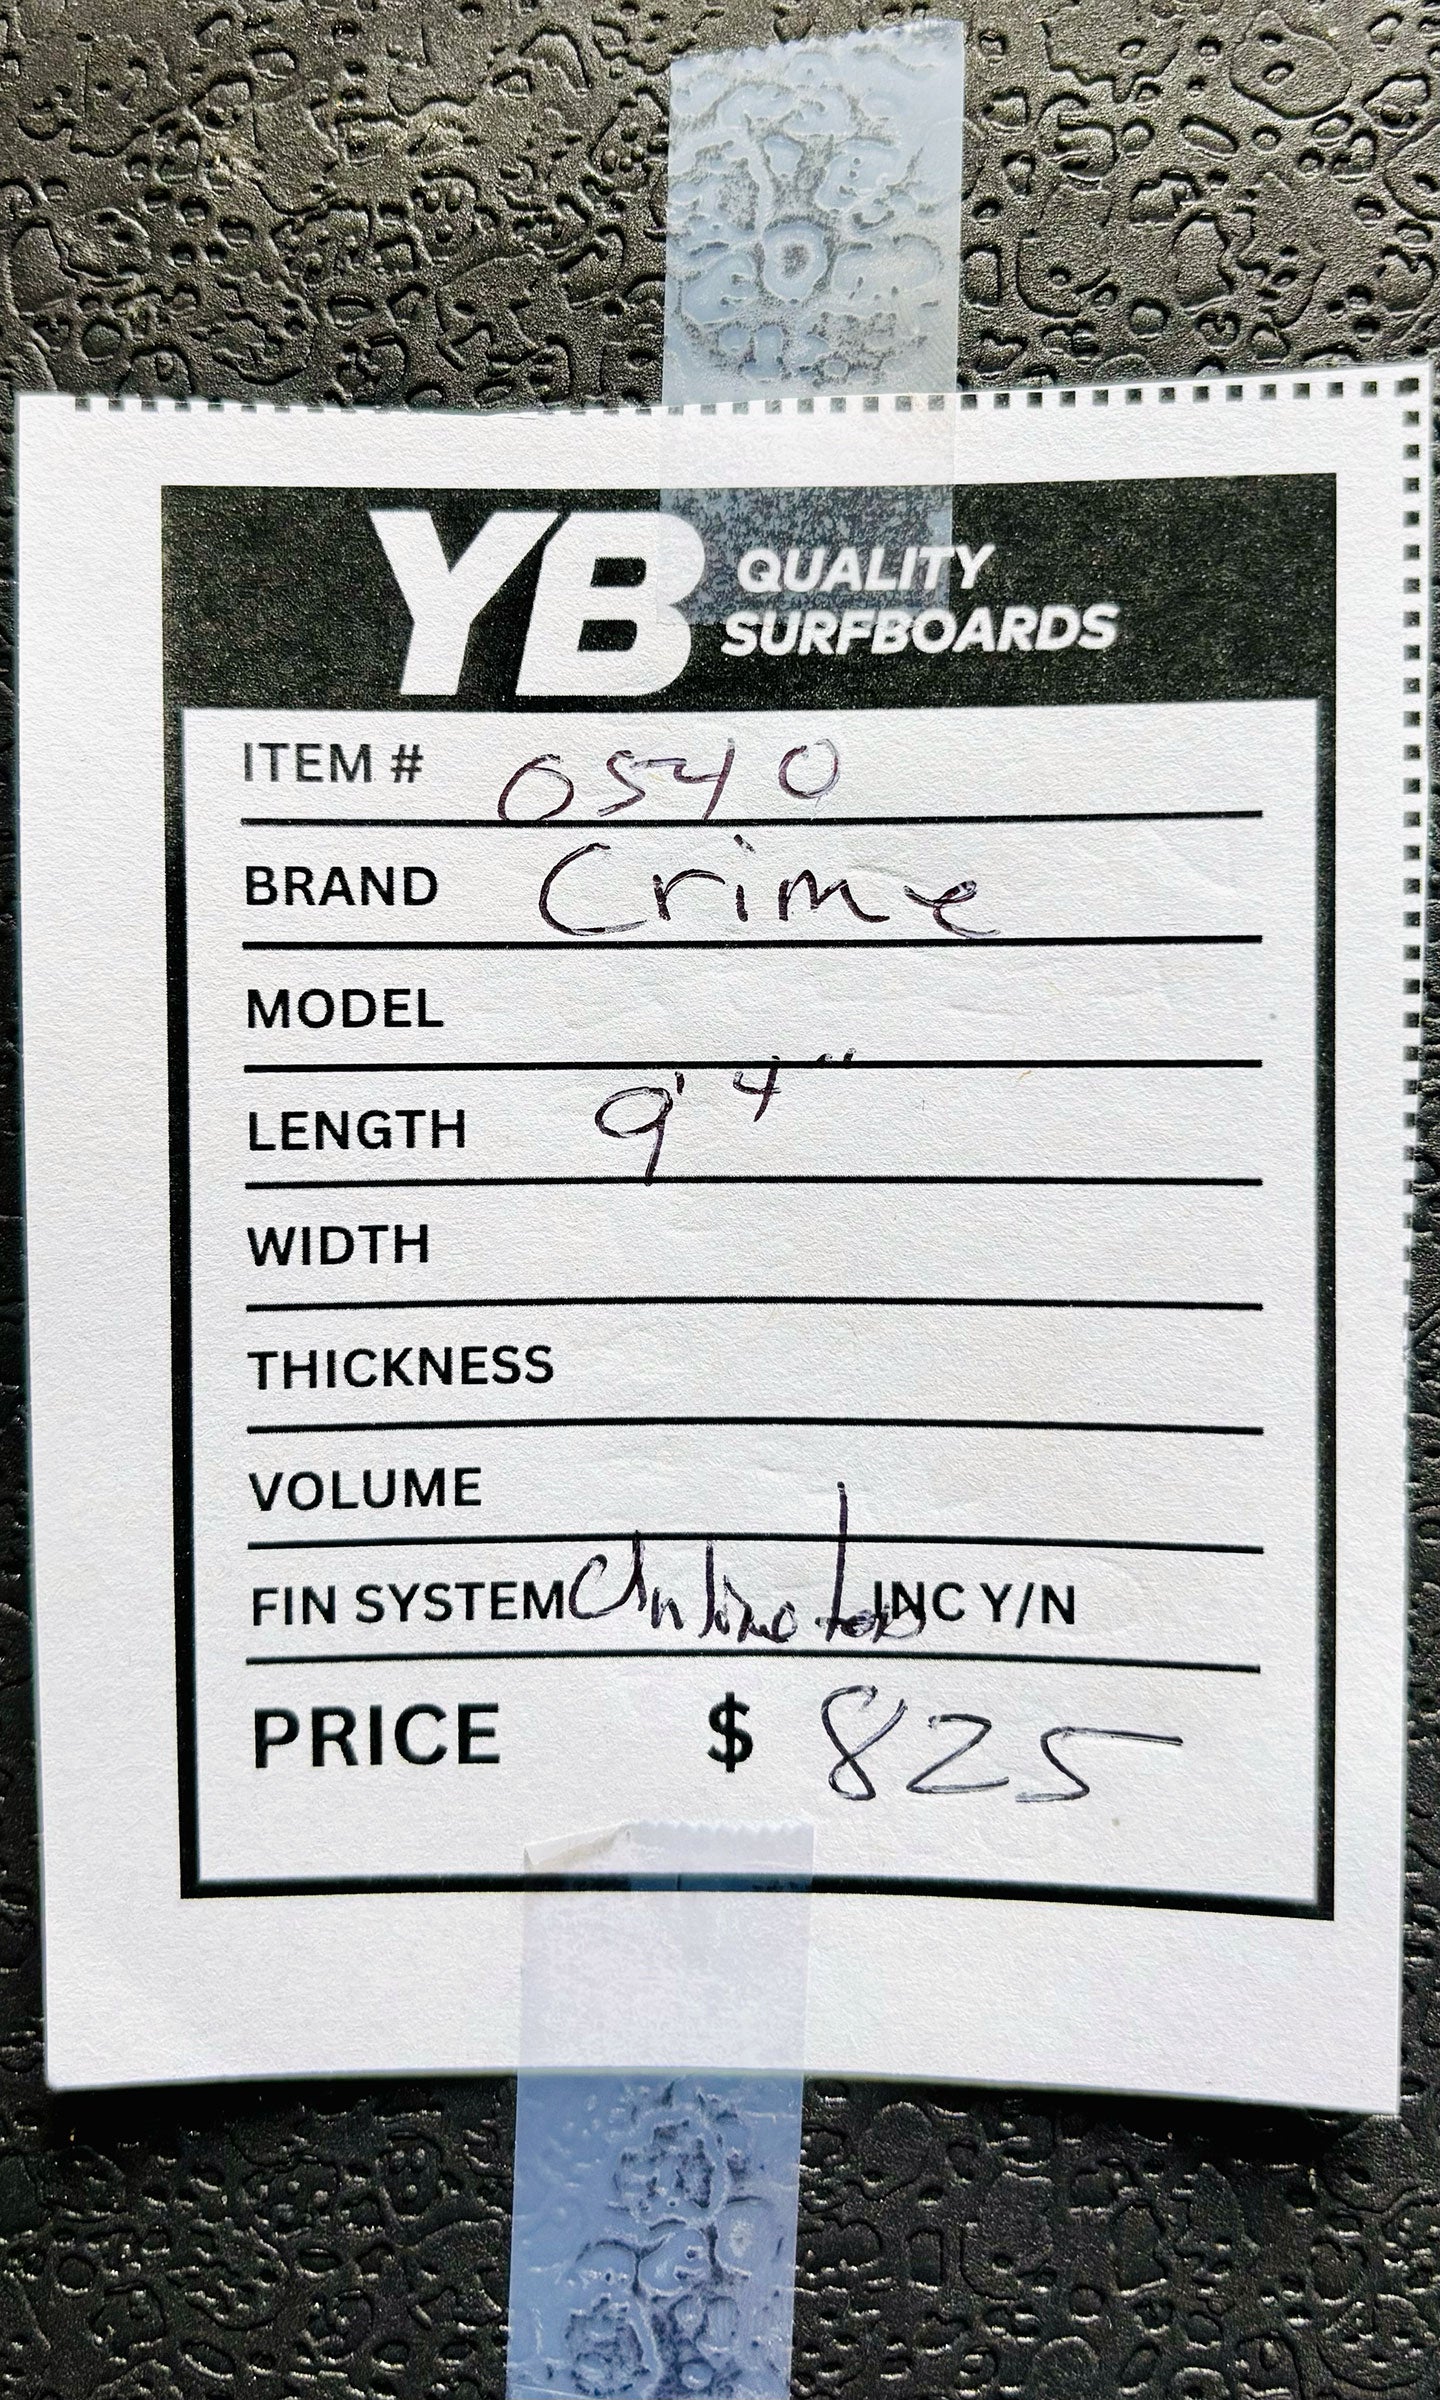 YB QUALITY
SURFBOARDS
ITEM # 0540
BRAND Crime
MODEL
LENGTH 9'4"
WIDTH
THICKNESS
VOLUME
FIN SYSTEM INC Y/N
PRICE $ 825